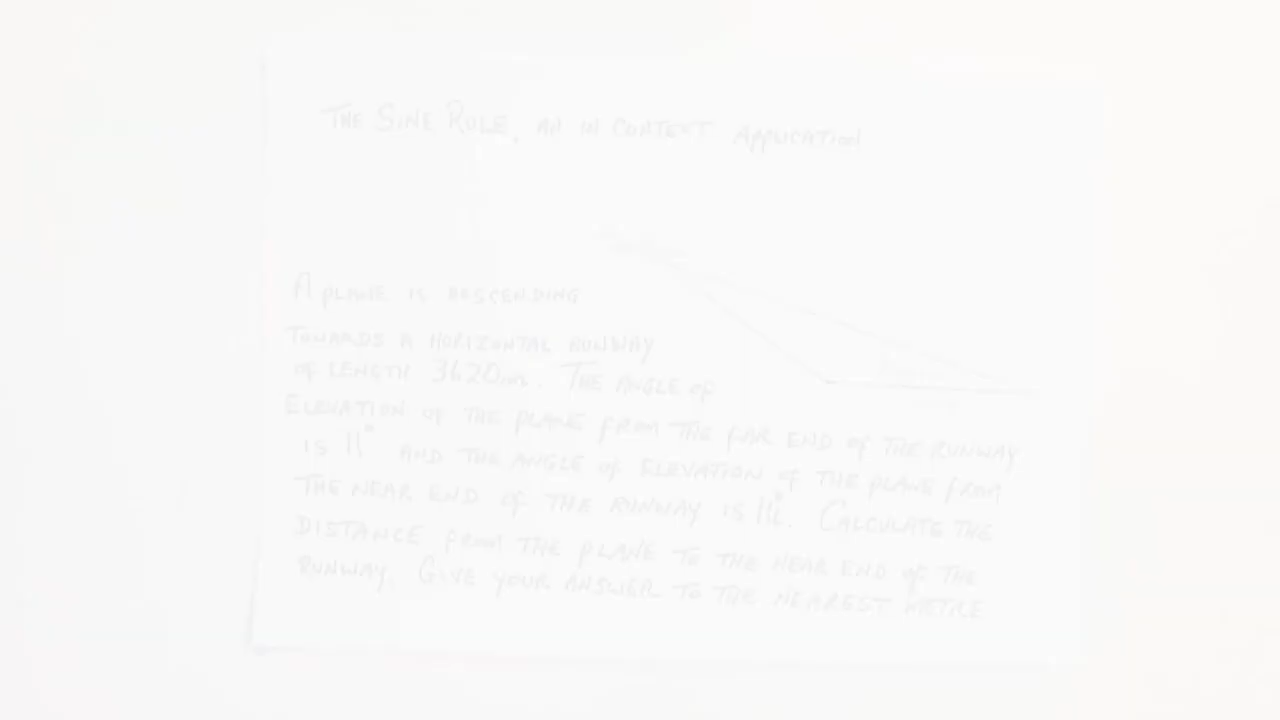 THE SINE RULE, AN IN CONTEXT APPLICATION
A PLANE IS DESCENDING
TOWARDS A HORIZONTAL RUNWAY
OF LENGTH 3620m. THE ANGLE OF
ELEVATION OF THE PLANE FROM THE FAR END OF THE RUNWAY
IS 11° AND THE ANGLE OF ELEVATION OF THE PLANE FROM
THE NEAR END OF THE RUNWAY IS. CALCULATE THE
DISTANCE FROM THE PLANE TO THE NEAR END OF THE
RUNWAY. GIVE YOUR ANSWER TO THE NEAREST METRE